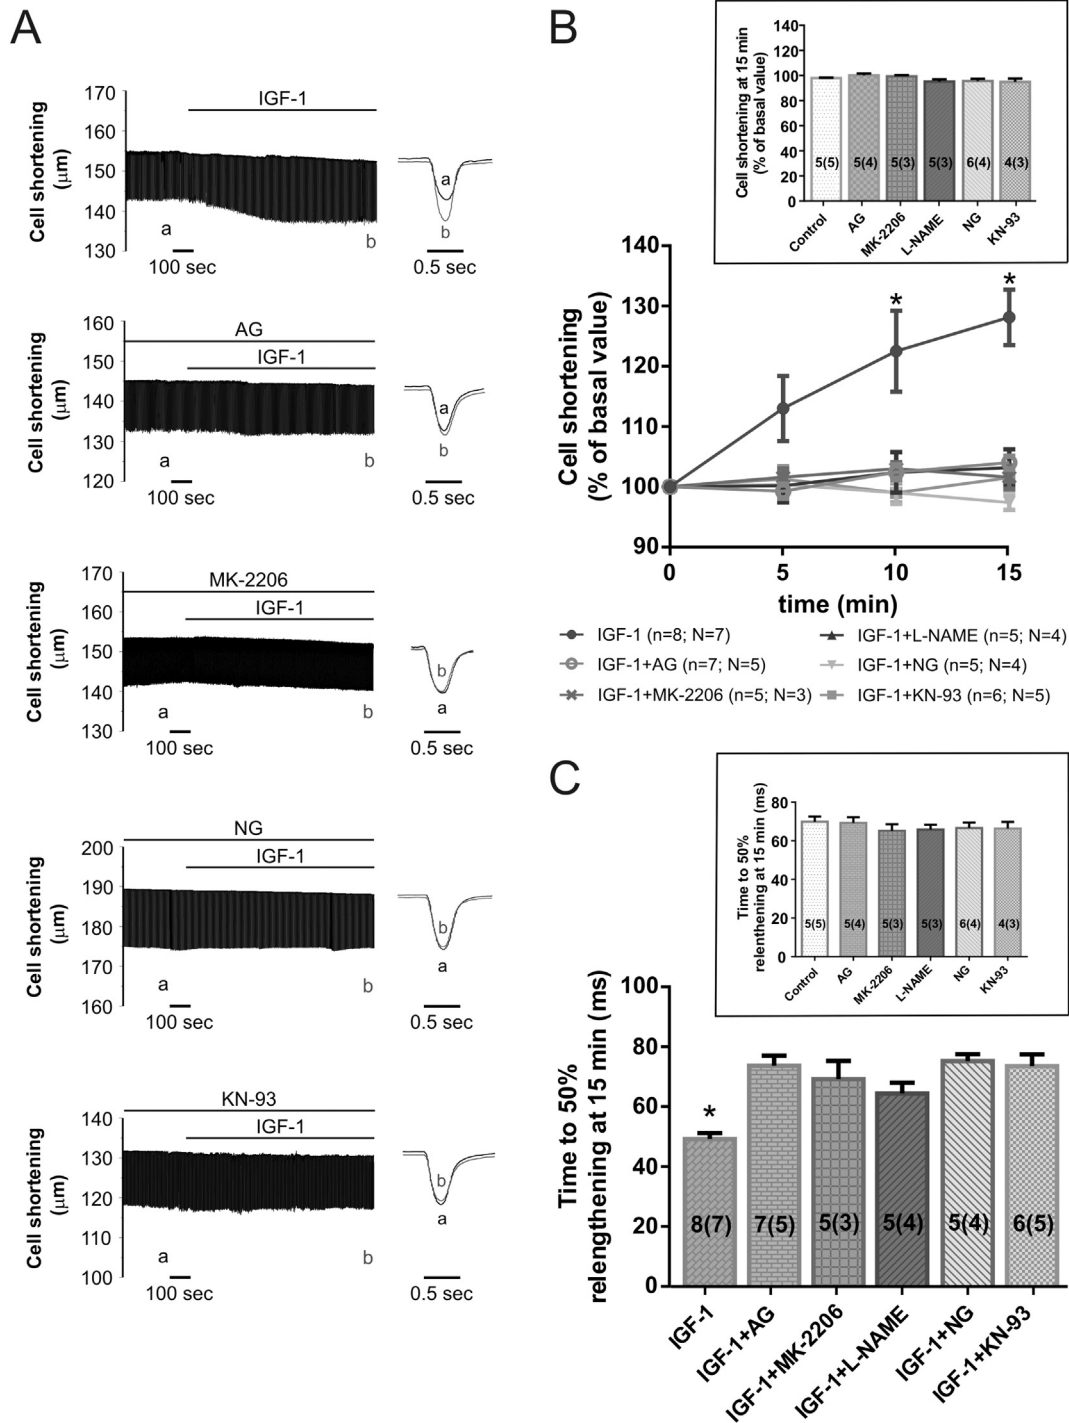 A
Cell shortening
(μm)
170
160
150
140
130
IGF-1
a
b
100 sec
a
b
0.5 sec
Cell shortening
(μm)
160
150
140
130
120
AG
IGF-1
a
b
100 sec
a
b
0.5 sec
Cell shortening
(μm)
170
160
150
140
130
MK-2206
IGF-1
a
b
100 sec
b
a
0.5 sec
Cell shortening
(μm)
200
190
180
170
160
NG
IGF-1
a
b
100 sec
b
a
0.5 sec
Cell shortening
(μm)
140
130
120
110
100
KN-93
IGF-1
a
b
100 sec
b
a
0.5 sec
B
Cell shortening at 15 min
(% of basal value)
140
120
100
80
60
40
20
0
5(5)
5(4)
5(3)
5(3)
6(4)
4(3)
Control
AG
MK-2206
L-NAME
NG
KN-93
Cell shortening
(% of basal value)
140
130
120
110
100
90
*
*
0
5
10
15
time (min)
IGF-1 (n=8; N=7)
IGF-1+AG (n=7; N=5)
IGF-1+MK-2206 (n=5; N=3)
IGF-1+L-NAME (n=5; N=4)
IGF-1+NG (n=5; N=4)
IGF-1+KN-93 (n=6; N=5)
C
Time to 50%
relenthening at 15 min (ms)
80
60
40
20
0
5(5)
5(4)
5(3)
5(3)
6(4)
4(3)
Control
AG
MK-2206
L-NAME
NG
KN-93
Time to 50%
relengthening at 15 min (ms)
100
80
60
40
20
0
*
8(7)
7(5)
5(3)
5(4)
5(4)
6(5)
IGF-1
IGF-1+AG
IGF-1+MK-2206
IGF-1+L-NAME
IGF-1+NG
IGF-1+KN-93